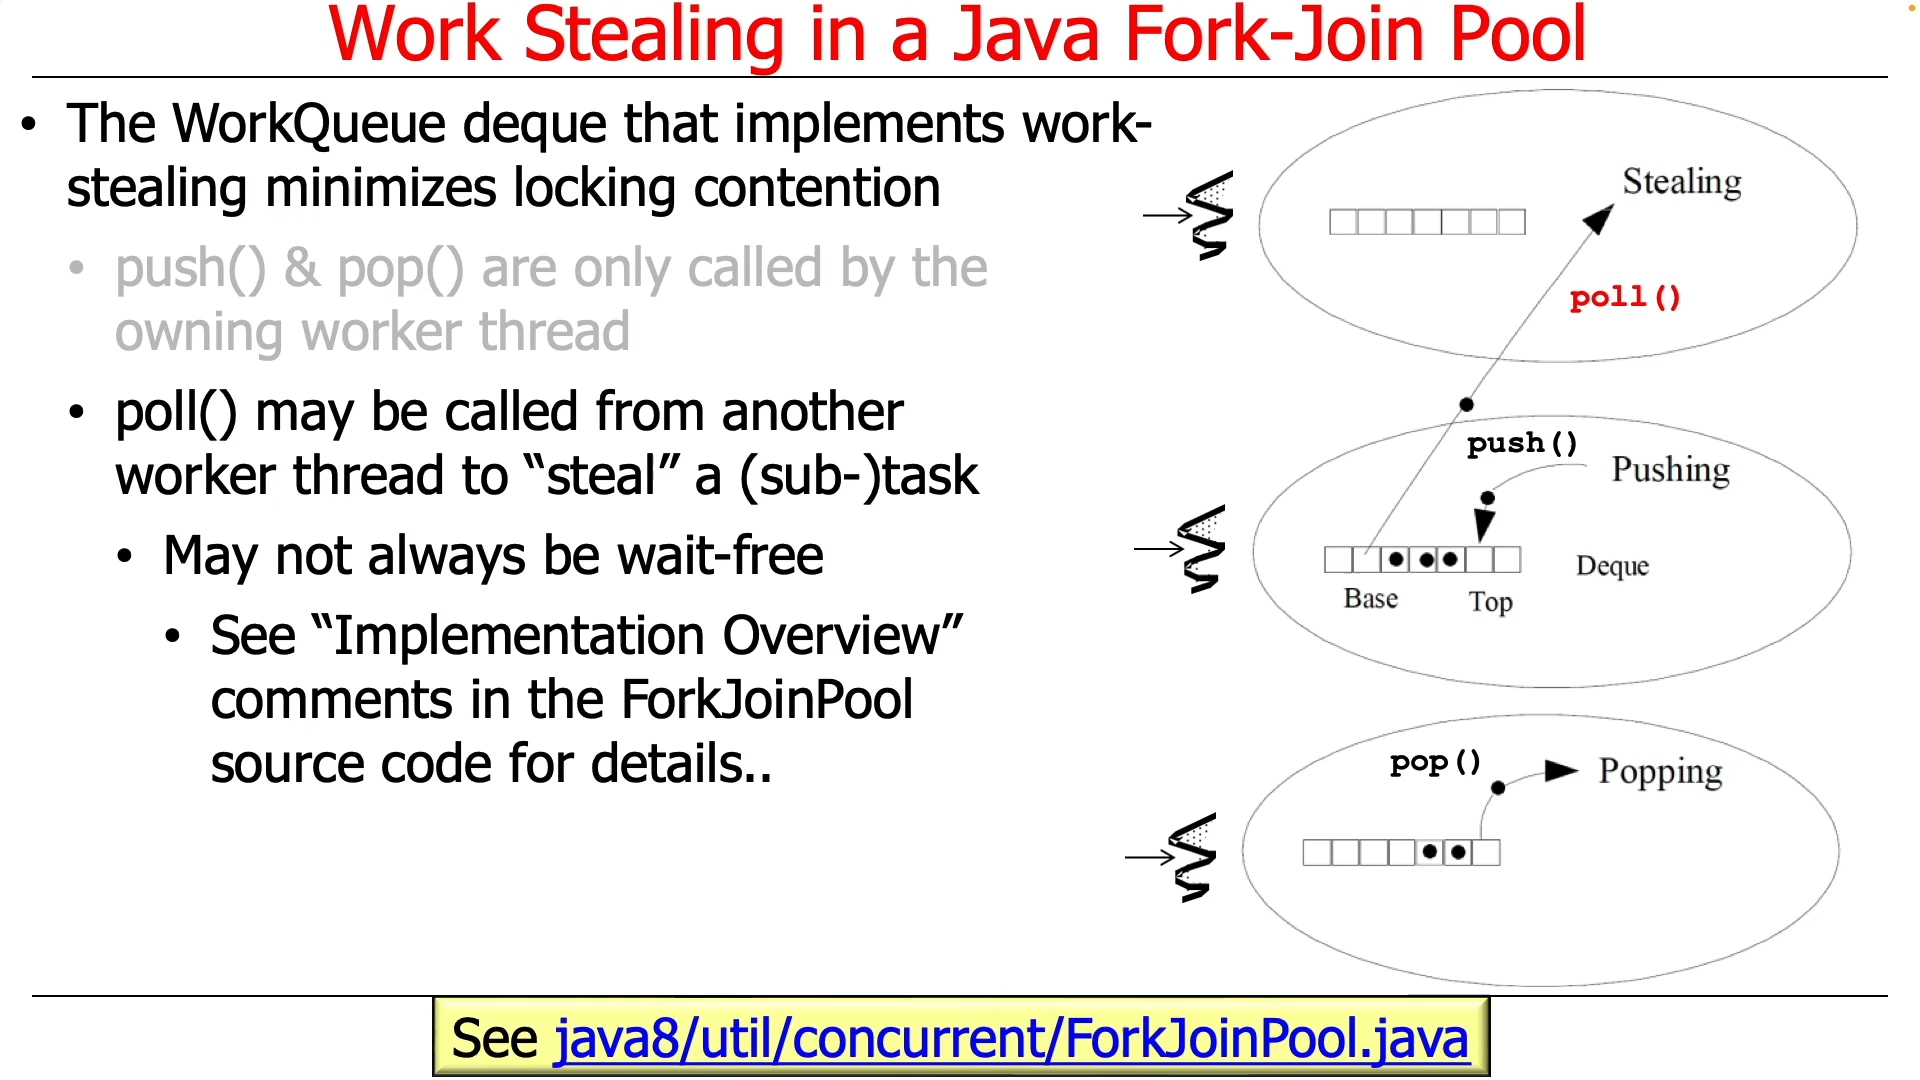 Work Stealing in a Java Fork-Join Pool
• The WorkQueue deque that implements work-
stealing minimizes locking contention
• push() & pop() are only called by the
owning worker thread
• poll() may be called from another
worker thread to “steal” a (sub-)task
• May not always be wait-free
• See “Implementation Overview”
comments in the ForkJoinPool
source code for details..
Stealing
poll()
push()
Pushing
Deque
Base
Top
pop()
Popping
See java8/util/concurrent/ForkJoinPool.java